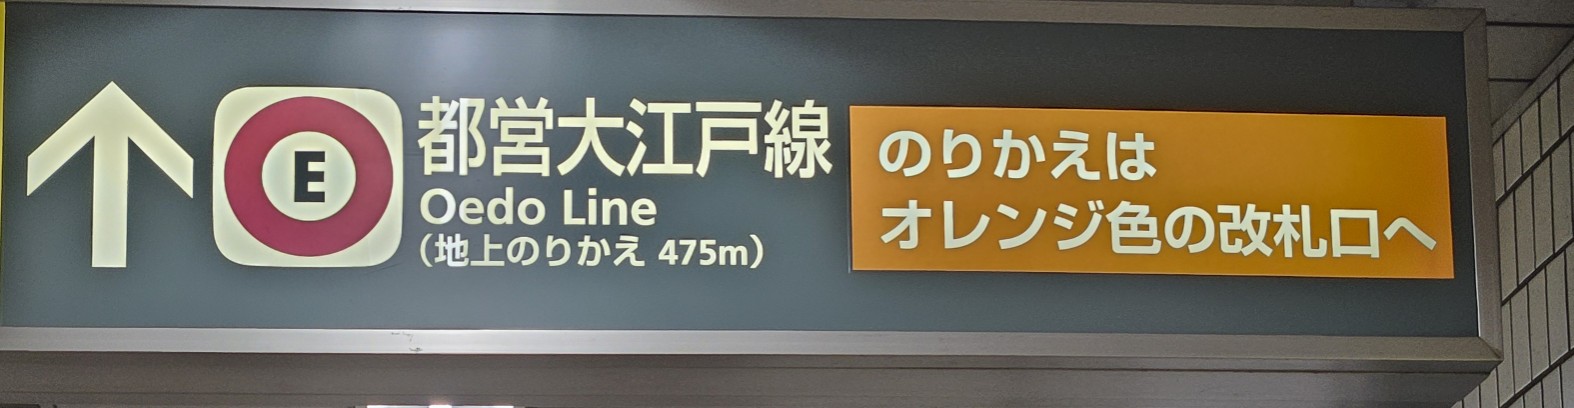 E
都営大江戸線
Oedo Line
(地上のりかえ 475m)
のりかえは
オレンジ色の改札口へ